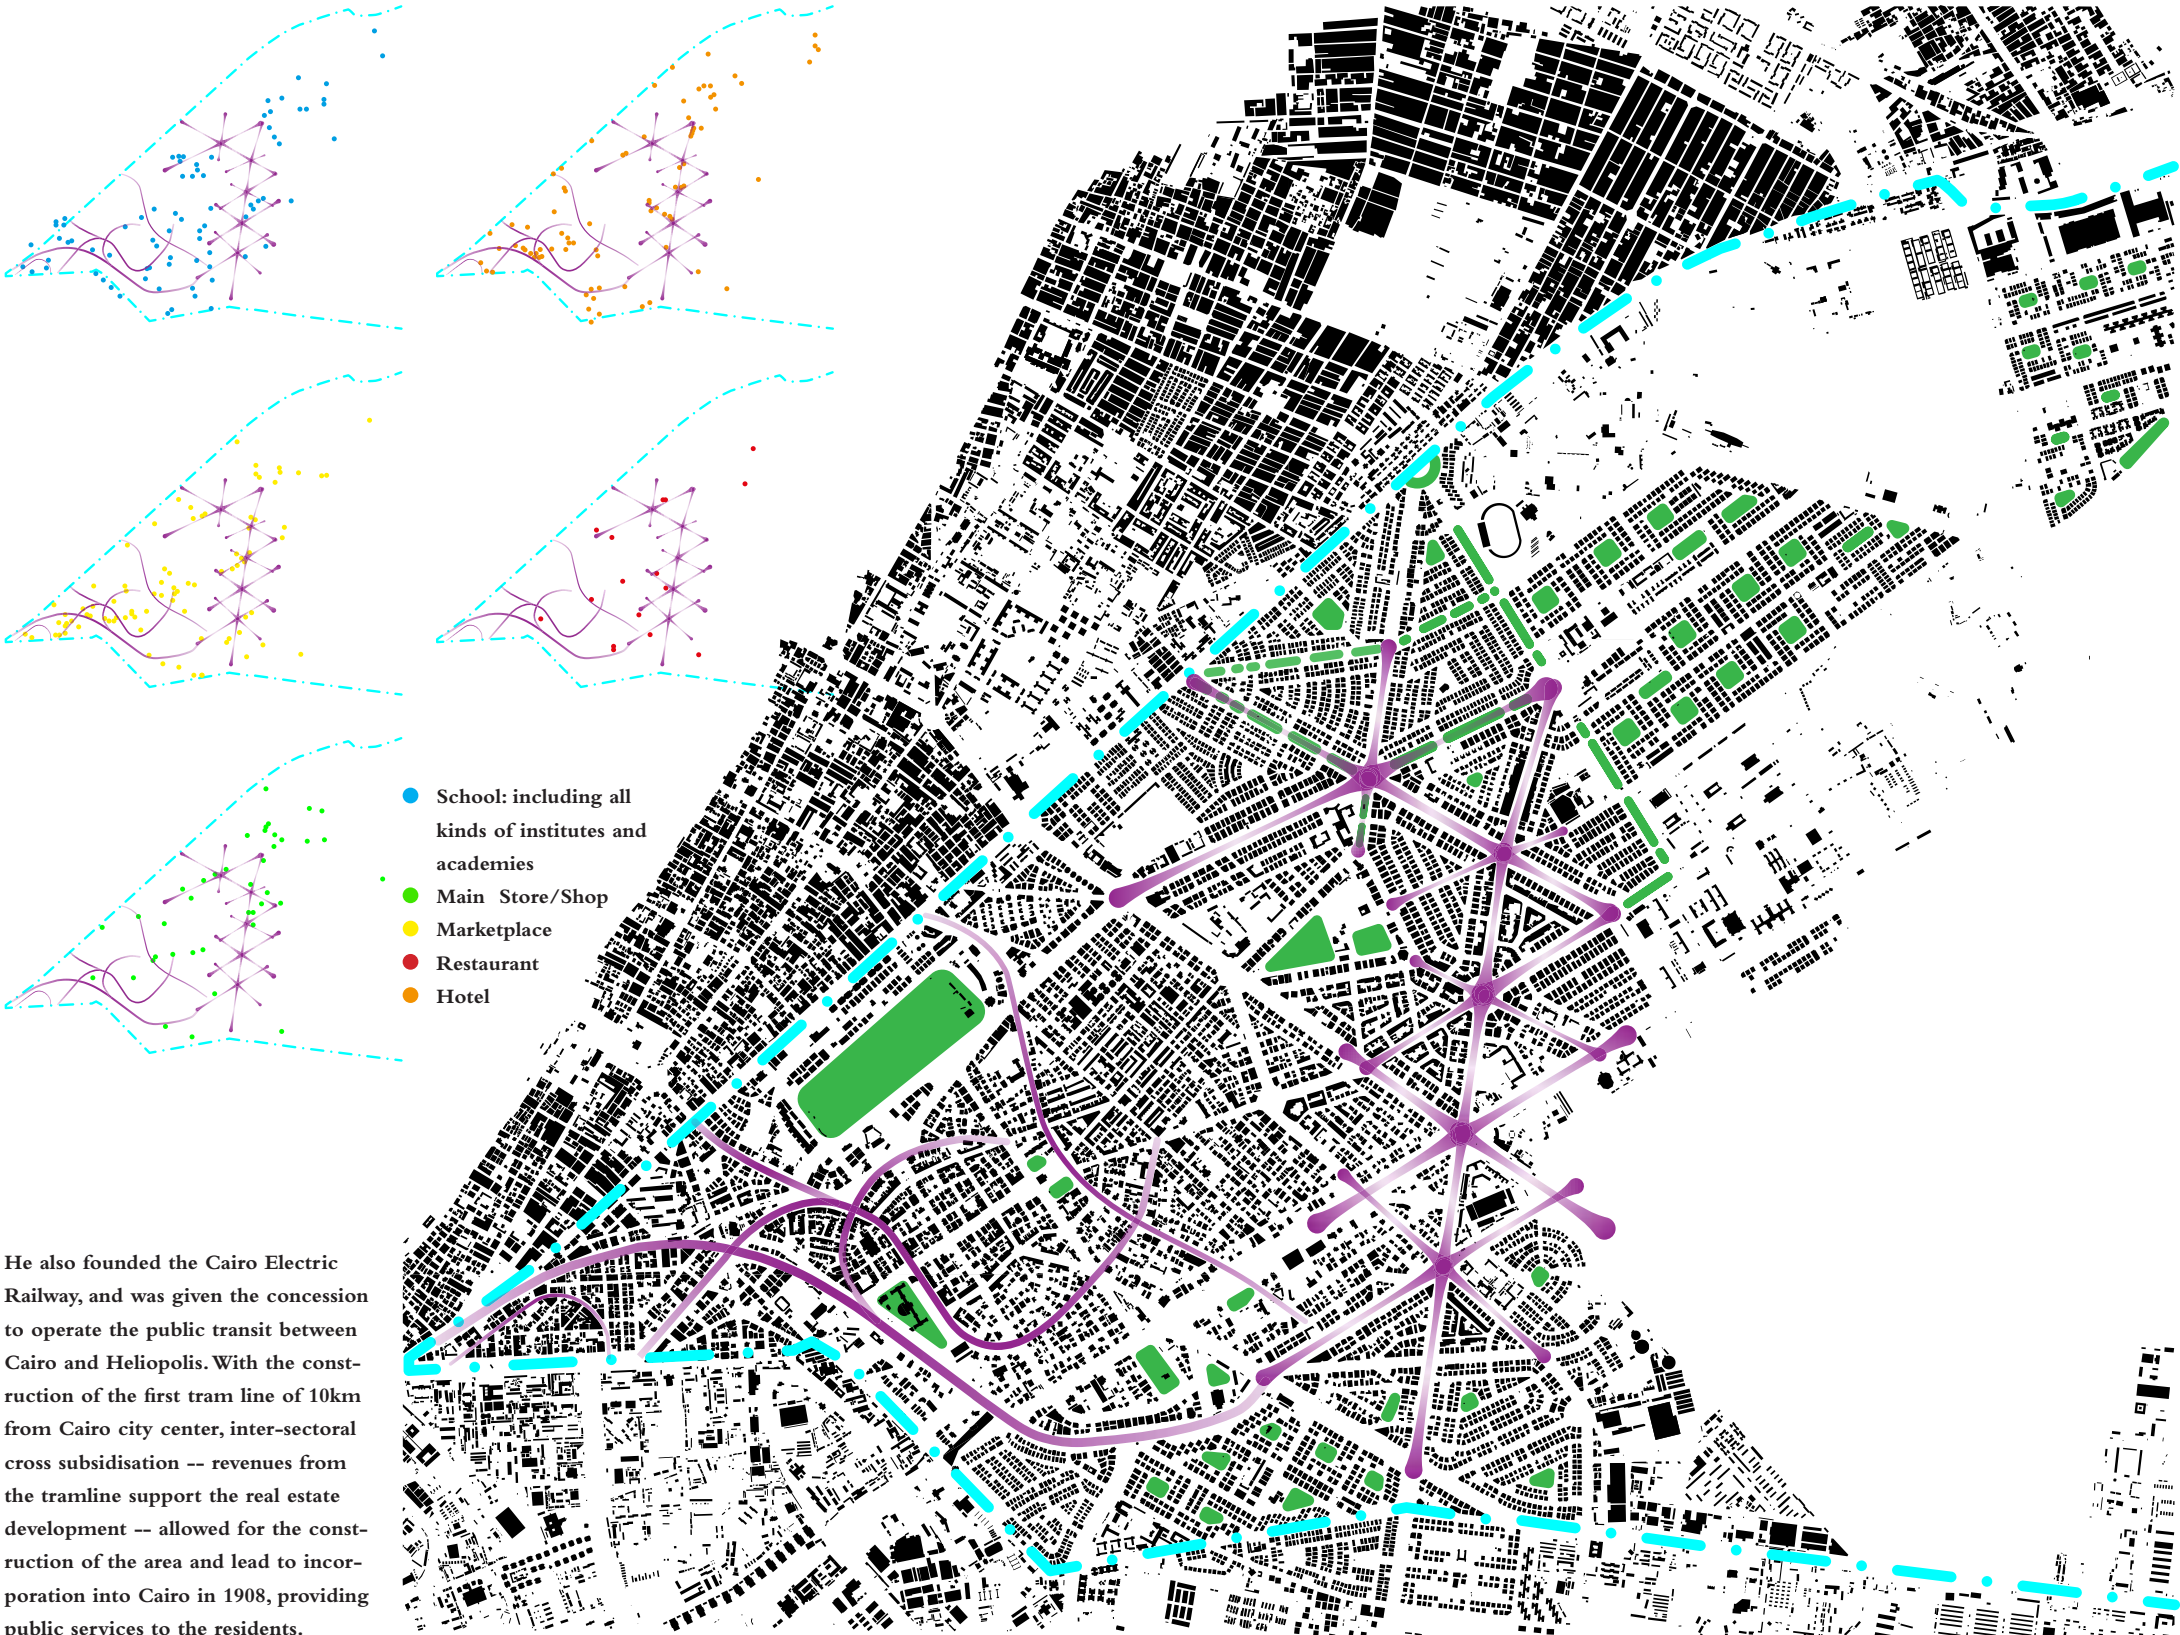 School: including all
kinds of institutes and
academies
Main Store/Shop
Marketplace
Restaurant
Hotel
He also founded the Cairo Electric
Railway, and was given the concession
to operate the public transit between
Cairo and Heliopolis. With the const-
ruction of the first tram line of 10km
from Cairo city center, inter-sectoral
cross subsidisation -- revenues from
the tramline support the real estate
development -- allowed for the const-
ruction of the area and lead to incor-
poration into Cairo in 1908, providing
public services to the residents.